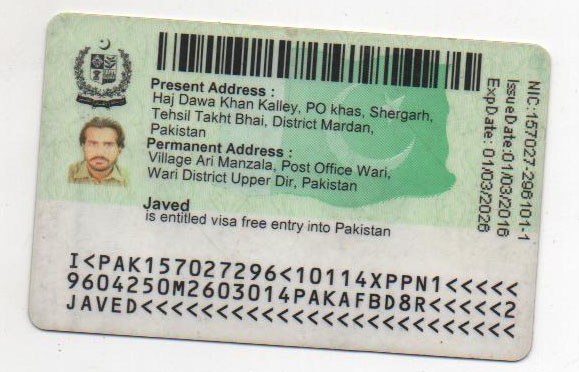 Present Address :
Haj Dawa Khan Kalley, PO khas, Shergarh,
Tehsil Takht Bhai, District Mardan,
Pakistan
Permanent Address :
Village Ari Manzala, Post Office Wari,
Wari District Upper Dir, Pakistan
Javed
is entitled visa free entry into Pakistan
NIC:157027-296101-1
IssueDate:01/03/2016
ExpDate: 01/03/2026
I<PAK157027296<10114XPPN1<<<<<
9604250M2603014PAKAFBD8R<<<<<2
JAVED<<<<<<<<<<<<<<<<<<<<<<<<<